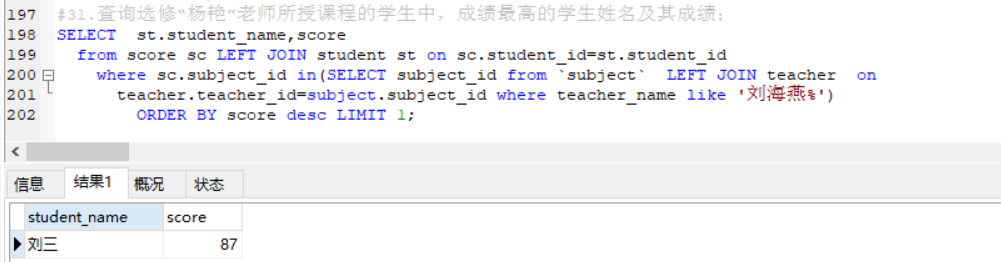 197 #31.查询选修“杨艳”老师所授课程的学生中，成绩最高的学生姓名及其成绩；
198 SELECT st.student_name,score
199 from score sc LEFT JOIN student st on sc.student_id=st.student_id
200 where sc.subject_id in(SELECT subject_id from `subject` LEFT JOIN teacher on
201 teacher.teacher_id=subject.subject_id where teacher_name like '刘海燕%')
202 ORDER BY score desc LIMIT 1;
信息 结果1 概况 状态
student_name score
刘三 87